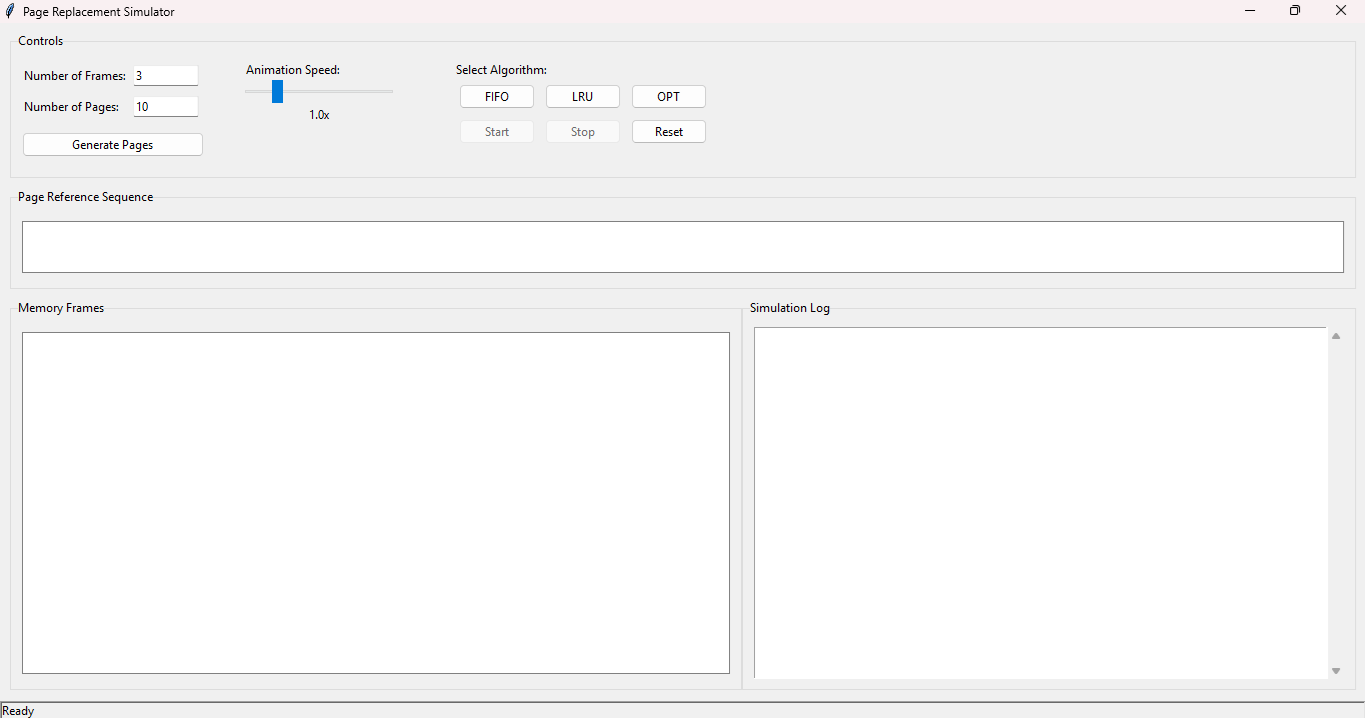 Page Replacement Simulator
Controls
Number of Frames: 3
Number of Pages: 10
Generate Pages
Animation Speed:
1.0x
Select Algorithm:
FIFO LRU OPT
Start Stop Reset
Page Reference Sequence
Memory Frames
Simulation Log
Ready